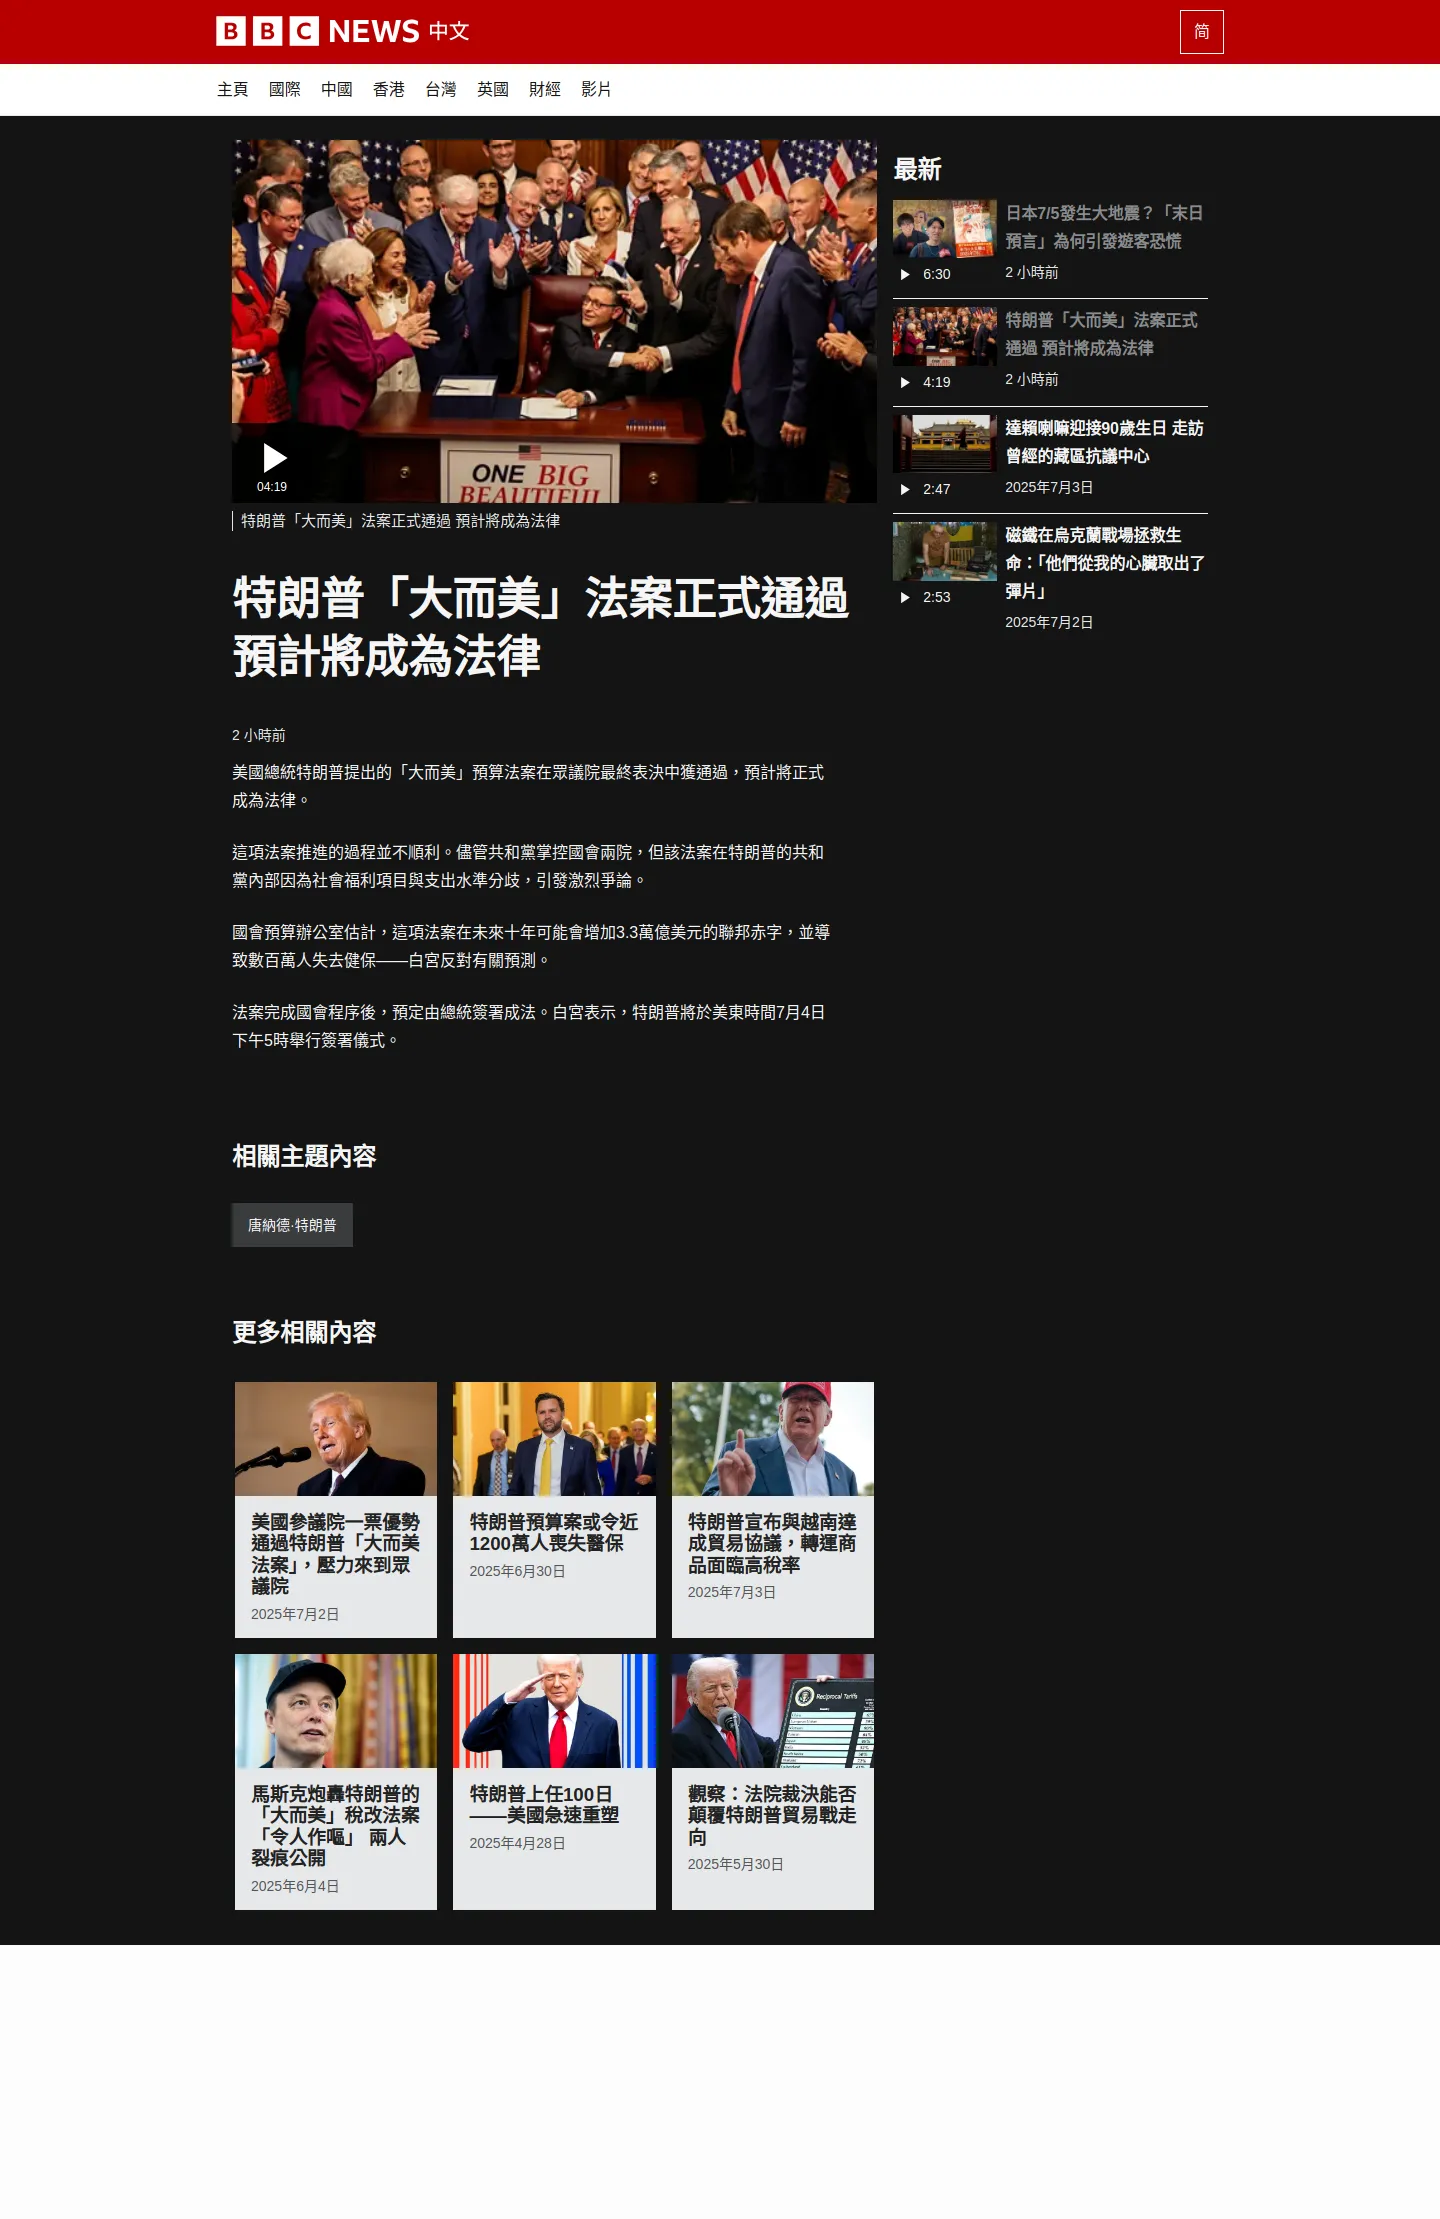 BBC NEWS 中文
简
主頁 國際 中國 香港 台灣 英國 財經 影片
ONE BIG
BEAUTIFUL
04:19
特朗普「大而美」法案正式通過 預計將成為法律
特朗普「大而美」法案正式通過
預計將成為法律
2 小時前
美國總統特朗普提出的「大而美」預算法案在眾議院最終表決中獲通過，預計將正式
成為法律。
這項法案推進的過程並不順利。儘管共和黨掌控國會兩院，但該法案在特朗普的共和
黨內部因為社會福利項目與支出水準分歧，引發激烈爭論。
國會預算辦公室估計，這項法案在未來十年可能會增加3.3萬億美元的聯邦赤字，並導
致數百萬人失去健保——白宮反對有關預測。
法案完成國會程序後，預定由總統簽署成法。白宮表示，特朗普將於美東時間7月4日
下午5時舉行簽署儀式。
最新
日本7/5發生大地震？「末日
預言」為何引發遊客恐慌
6:30
2 小時前
特朗普「大而美」法案正式
通過 預計將成為法律
ONE BIG
4:19
2 小時前
達賴喇嘛迎接90歲生日 走訪
曾經的藏區抗議中心
2:47
2025年7月3日
磁鐵在烏克蘭戰場拯救生
命：「他們從我的心臟取出了
彈片」
2:53
2025年7月2日
相關主題內容
唐納德·特朗普
更多相關內容
美國參議院一票優勢
通過特朗普「大而美
法案」，壓力來到眾
議院
2025年7月2日
特朗普預算案或令近
1200萬人喪失醫保
2025年6月30日
特朗普宣布與越南達
成貿易協議，轉運商
品面臨高稅率
2025年7月3日
馬斯克炮轟特朗普的
「大而美」稅改法案
「令人作嘔」 兩人
裂痕公開
2025年6月4日
特朗普上任100日
——美國急速重塑
2025年4月28日
Reciprocal Tariffs
觀察：法院裁決能否
顛覆特朗普貿易戰走
向
2025年5月30日